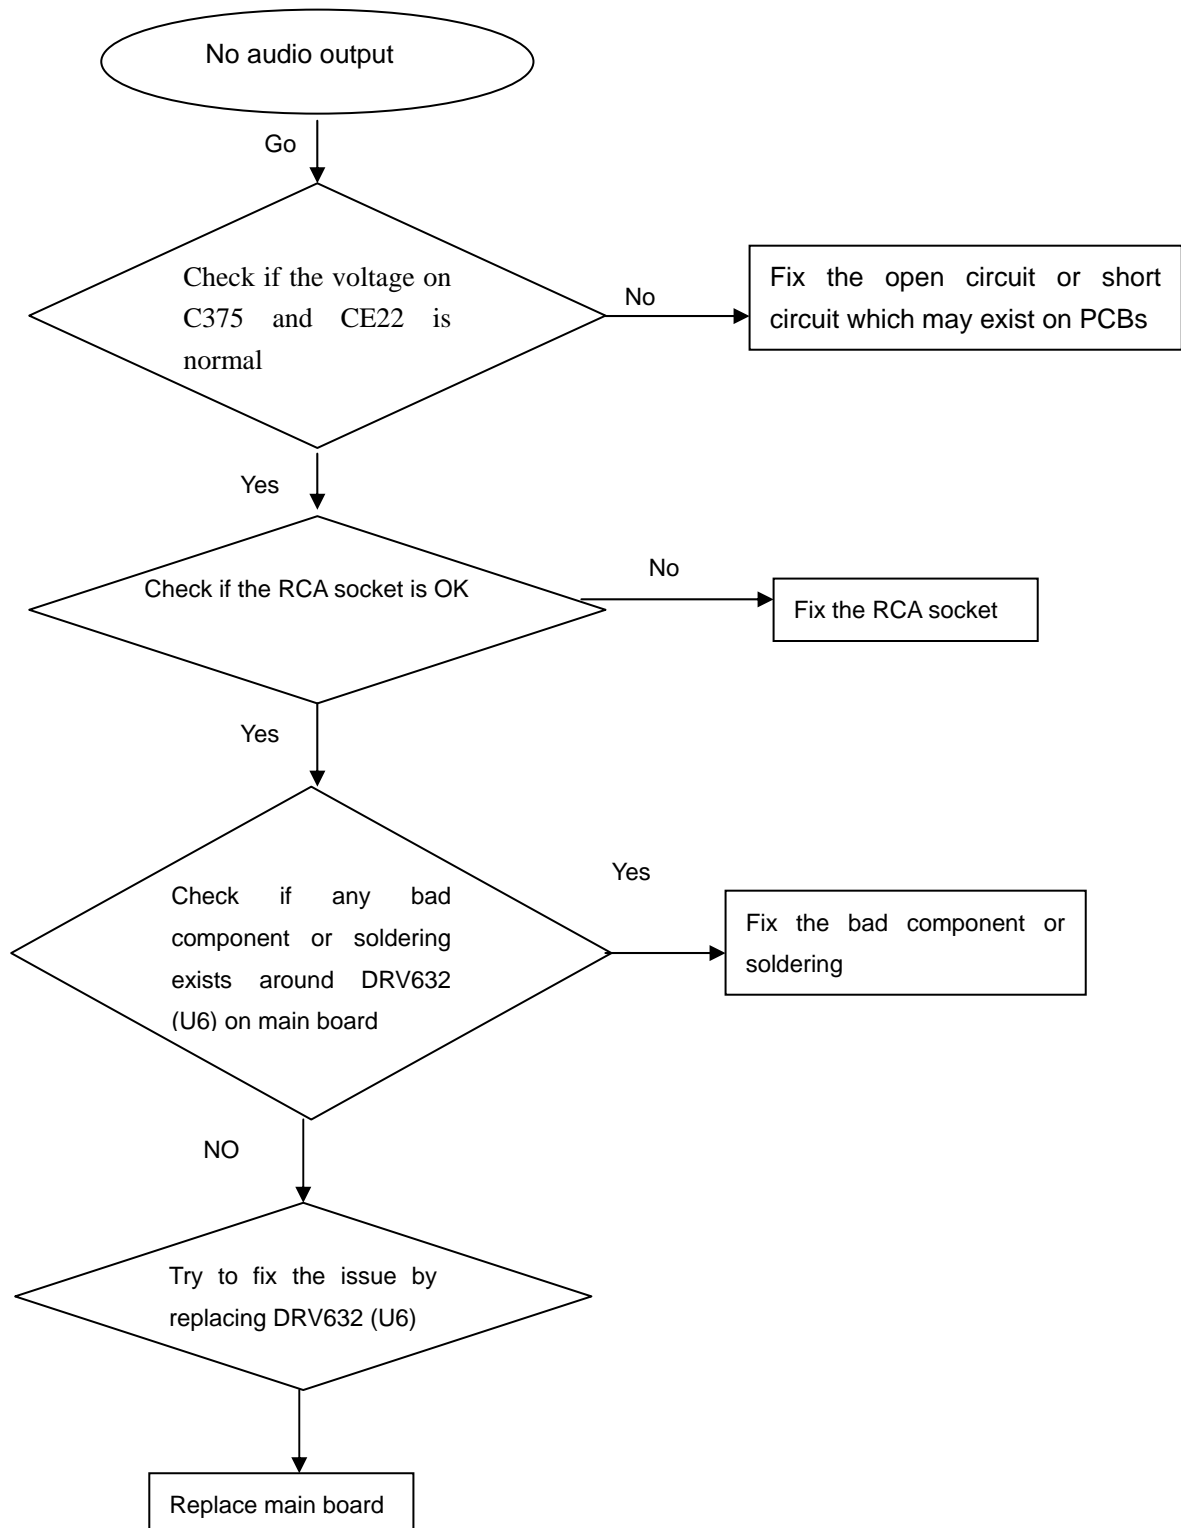 No audio output
Go
Check if the voltage on
C375 and CE22 is
normal
No
Fix the open circuit or short
circuit which may exist on PCBs
Yes
Check if the RCA socket is OK
No
Fix the RCA socket
Yes
Check if any bad
component or soldering
exists around DRV632
(U6) on main board
Yes
Fix the bad component or
soldering
NO
Try to fix the issue by
replacing DRV632 (U6)
Replace main board